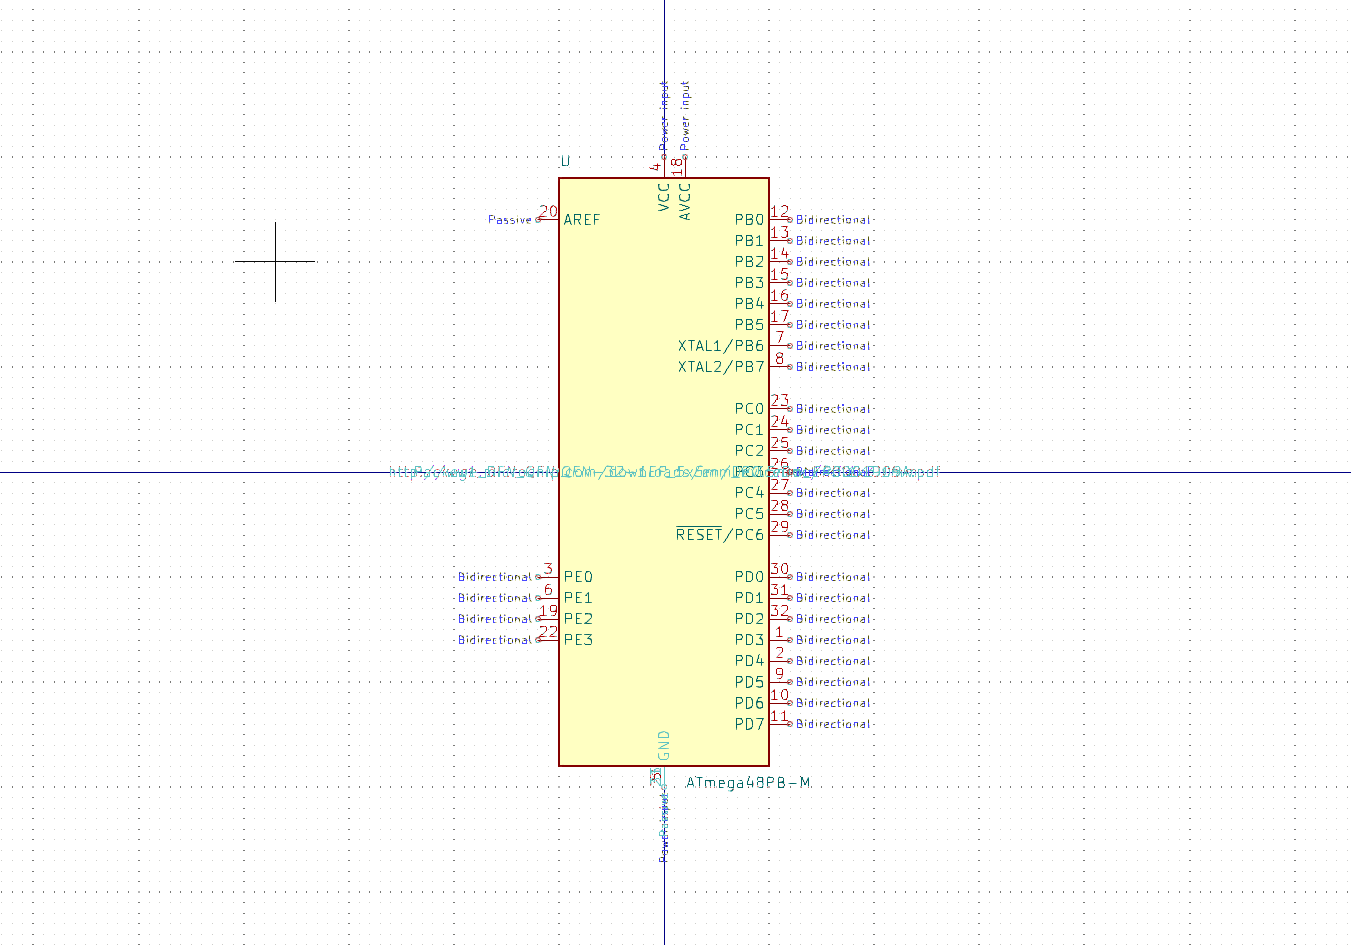 Power input
Power input
U
4
18
VCC
AVCC
Passive 20 AREF
PB0 12 Bidirectional
PB1 13 Bidirectional
PB2 14 Bidirectional
PB3 15 Bidirectional
PB4 16 Bidirectional
PB5 17 Bidirectional
XTAL1/PB6 7 Bidirectional
XTAL2/PB7 8 Bidirectional
PC0 23 Bidirectional
PC1 24 Bidirectional
PC2 25 Bidirectional
26
PC4 27 Bidirectional
PC5 28 Bidirectional
RESET/PC6 29 Bidirectional
Bidirectional 3 PE0
PD0 30 Bidirectional
Bidirectional 6 PE1
PD1 31 Bidirectional
Bidirectional 19 PE2
PD2 32 Bidirectional
Bidirectional 22 PE3
PD3 1 Bidirectional
PD4 2 Bidirectional
PD5 9 Bidirectional
PD6 10 Bidirectional
PD7 11 Bidirectional
GND
ATmega48PB-M